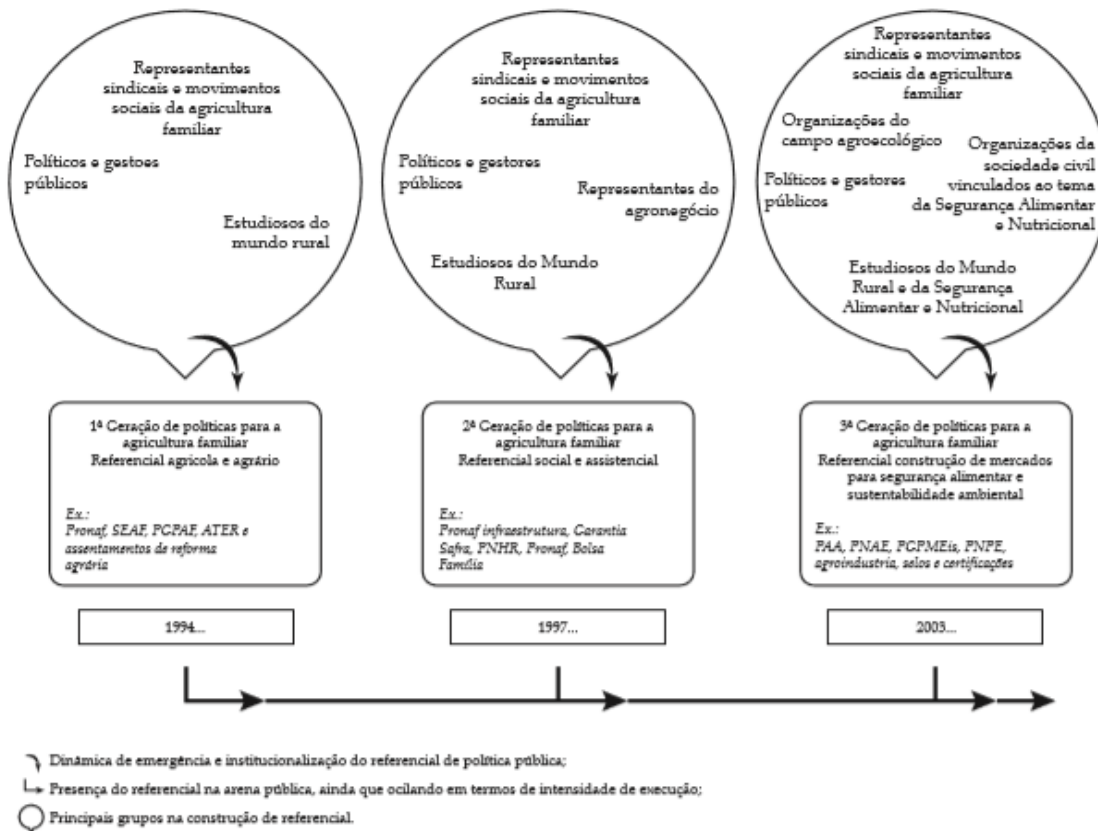 Representantes
sindicais e movimentos
sociais da agricultura
familiar
Políticos e gestoes
públicos
Estudiosos do
mundo rural
Representantes
sindicais e movimentos
sociais da agricultura
familiar
Políticos e gestores
públicos
Representantes do
agronegócio
Estudiosos do Mundo
Rural
Representantes
sindicais e movimentos
sociais da agricultura
familiar
Organizações do
campo agroecológico
Organizações da
sociedade civil
vinculados ao tema
da Segurança Alimentar
e Nutricional
Políticos e gestores
públicos
Estudiosos do Mundo
Rural e da Segurança
Alimentar e Nutricional
1ª Geração de políticas para a
agricultura familiar
Referencial agrícola e agrário
Ex.:
Pronaf, SEAF, PGPAF, ATER e
assentamentos de reforma
agrária
2ª Geração de políticas para a
agricultura familiar
Referencial social e assistencial
Ex.:
Pronaf infraestrutura, Garantia
Safra, PNHR, Pronaf, Bolsa
Família
3ª Geração de políticas para a
agricultura familiar
Referencial construção de mercados
para segurança alimentar e
sustentabilidade ambiental
Ex.:
PAA, PNAE, PGPMEis, PNPE,
agroindustria, selos e certificações
1994...
1997...
2003...
Dinâmica de emergência e institucionalização do referencial de política pública;
Presença do referencial na arena pública, ainda que ocilando em termos de intensidade de execução;
Principais grupos na construção de referencial.